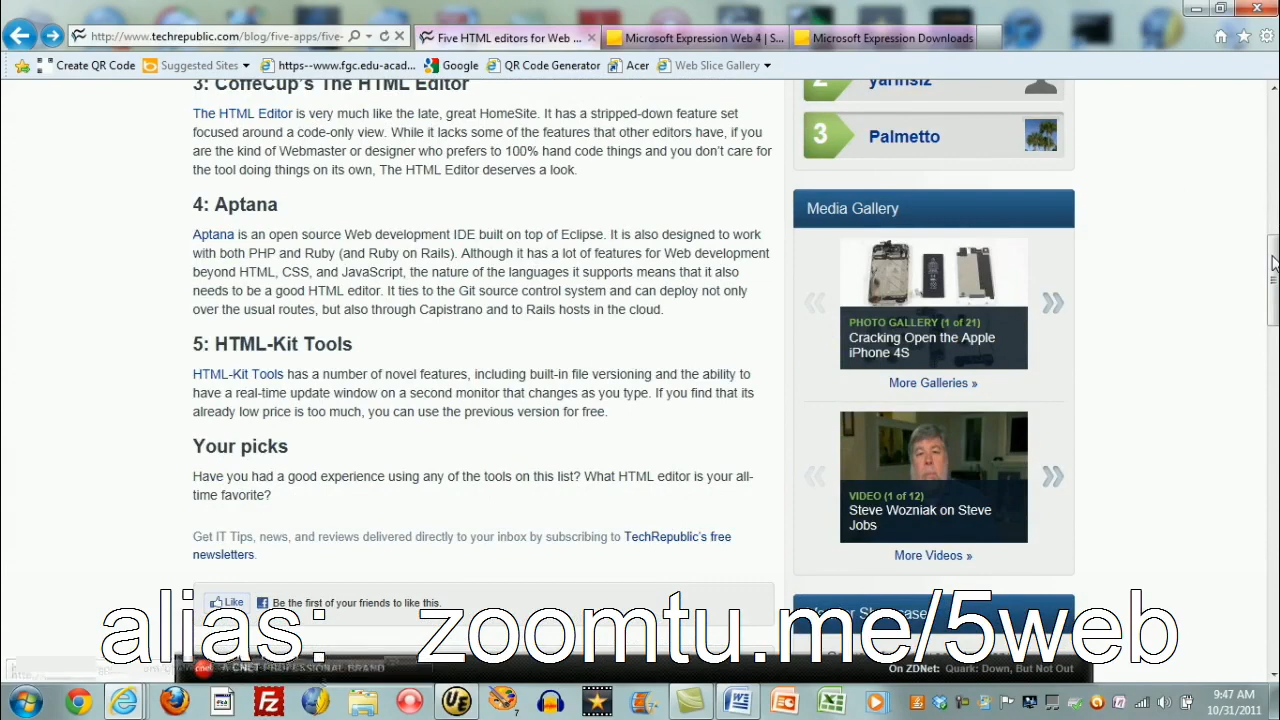 http://www.techrepublic.com/blog/five-apps/five-
Five HTML editors for Web ...
Microsoft Expression Web 4 | S...
Microsoft Expression Downloads
Create QR Code
Suggested Sites
https--www.fgc.edu-acad...
Google
QR Code Generator
Acer
Web Slice Gallery
3: CoffeCup's The HTML Editor
The HTML Editor is very much like the late, great HomeSite. It has a stripped-down feature set
focused around a code-only view. While it lacks some of the features that other editors have, if you
are the kind of Webmaster or designer who prefers to 100% hand code things and you don't care for
the tool doing things on its own, The HTML Editor deserves a look.
4: Aptana
Aptana is an open source Web development IDE built on top of Eclipse. It is also designed to work
with both PHP and Ruby (and Ruby on Rails). Although it has a lot of features for Web development
beyond HTML, CSS, and JavaScript, the nature of the languages it supports means that it also
needs to be a good HTML editor. It ties to the Git source control system and can deploy not only
over the usual routes, but also through Capistrano and to Rails hosts in the cloud.
5: HTML-Kit Tools
HTML-Kit Tools has a number of novel features, including built-in file versioning and the ability to
have a real-time update window on a second monitor that changes as you type. If you find that its
already low price is too much, you can use the previous version for free.
Your picks
Have you had a good experience using any of the tools on this list? What HTML editor is your all-
time favorite?
Get IT Tips, news, and reviews delivered directly to your inbox by subscribing to TechRepublic's free
newsletters.
Like
Be the first of your friends to like this.
2 yannsiz
3 Palmetto
Media Gallery
PHOTO GALLERY (1 of 21)
Cracking Open the Apple
iPhone 4S
More Galleries »
VIDEO (1 of 12)
Steve Wozniak on Steve
Jobs
More Videos »
alias: zoomtu.me/5web
A CNET PROFESSIONAL BRAND
On ZDNet: Quark: Down, But Not Out
9:47 AM
10/31/2011